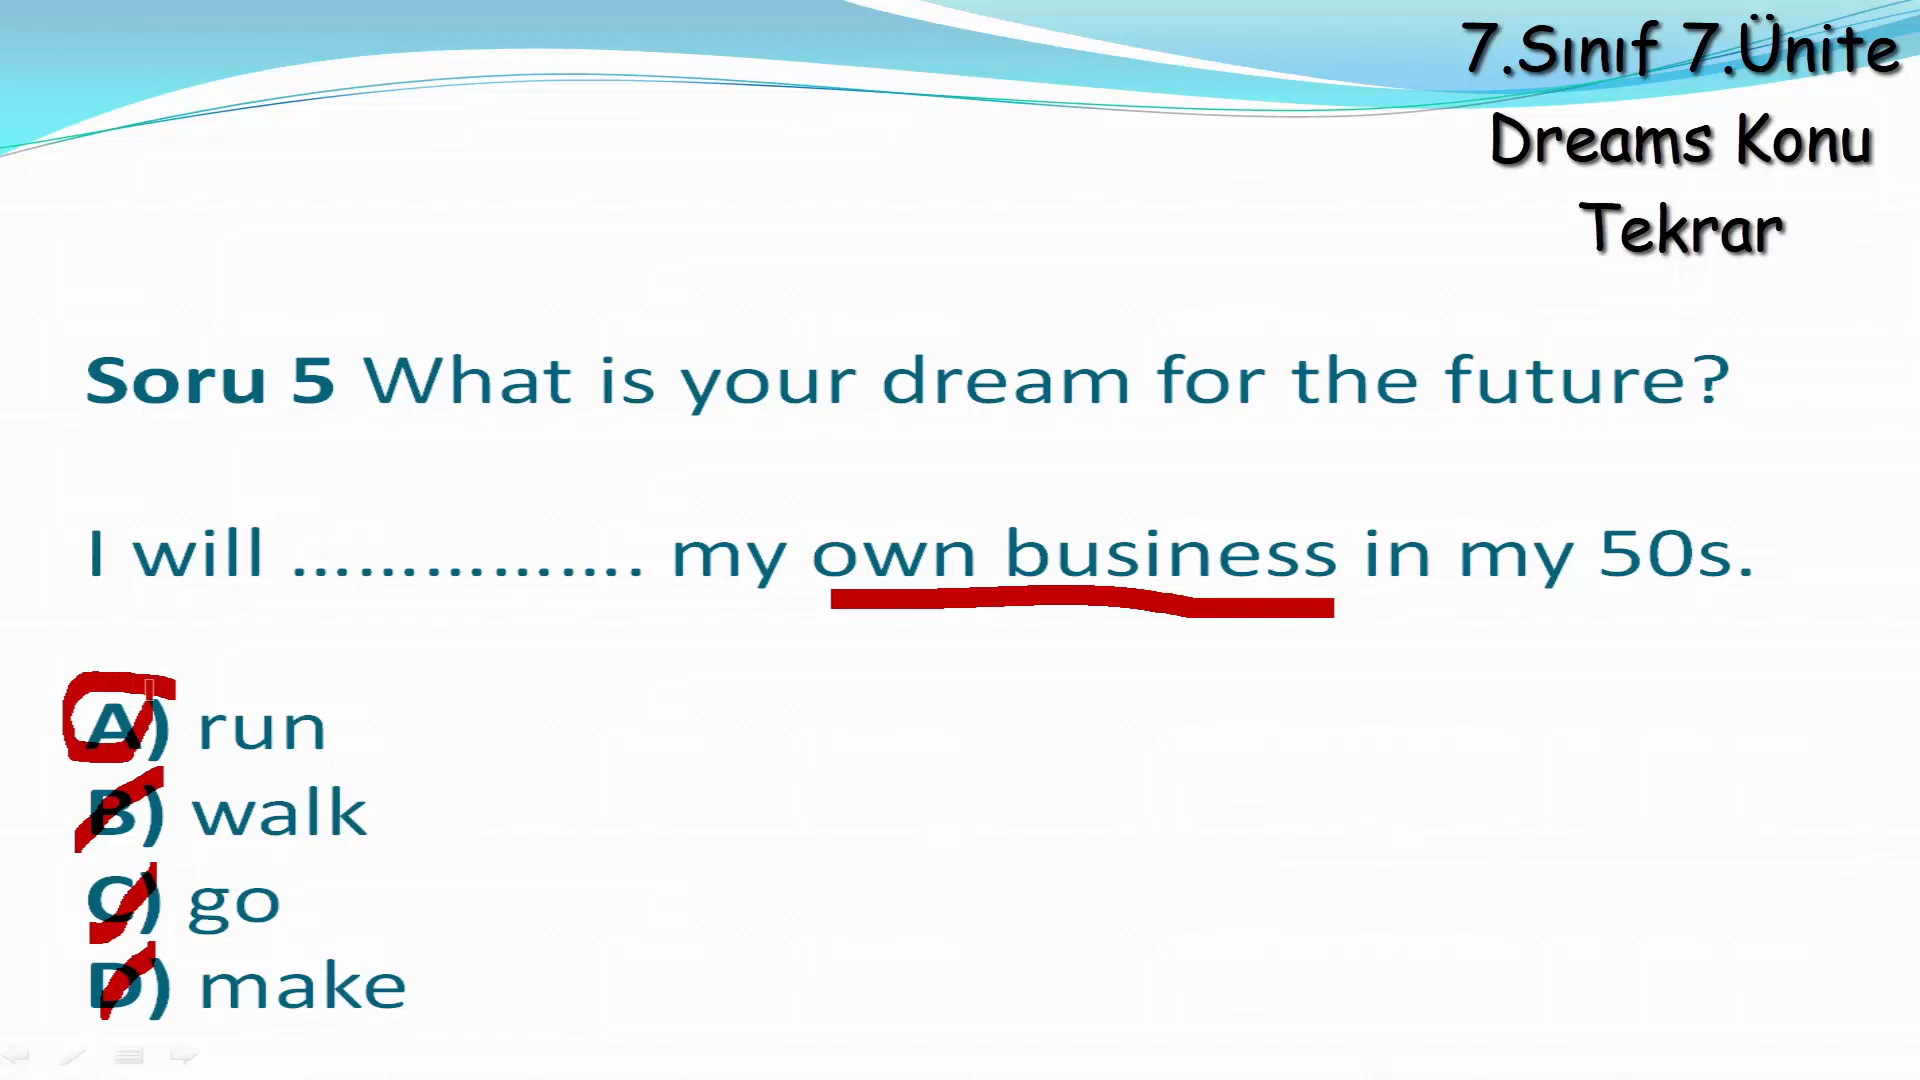 7.Sınıf 7.Ünite
Dreams Konu
Tekrar
Soru 5 What is your dream for the future?
I will ................ my own business in my 50s.
A) run
B) walk
C) go
D) make